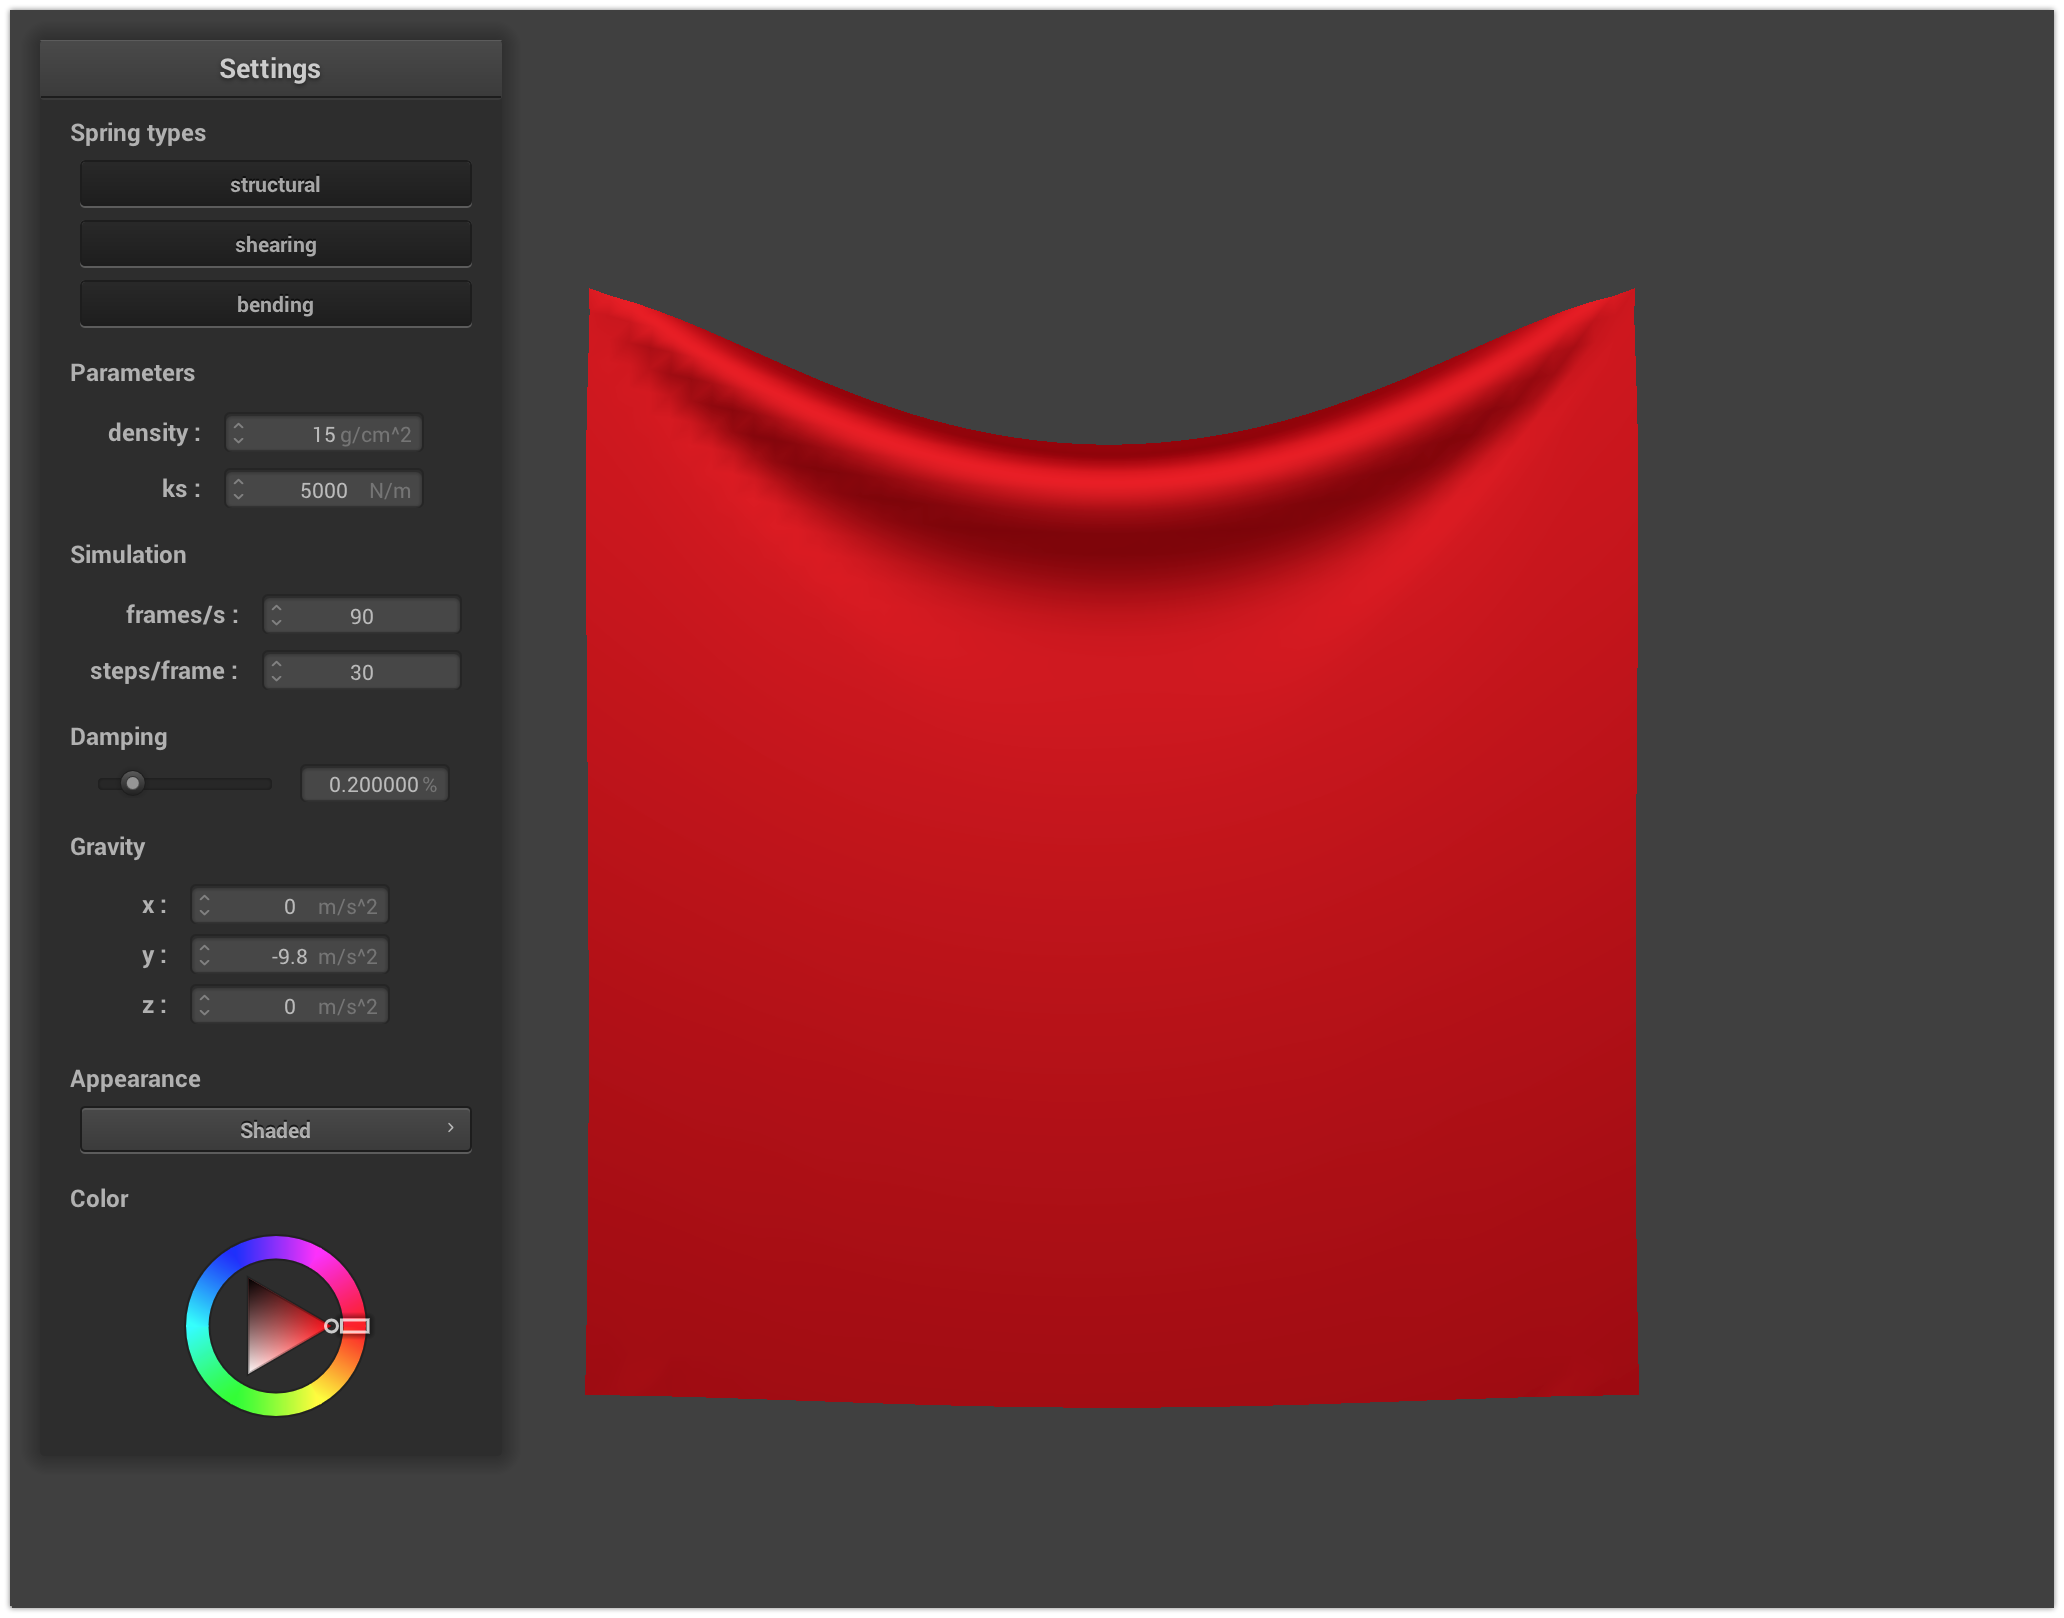 Settings
Spring types
structural
shearing
bending
Parameters
density : 15 g/cm^2
ks : 5000 N/m
Simulation
frames/s : 90
steps/frame : 30
Damping
0.200000 %
Gravity
x : 0 m/s^2
y : -9.8 m/s^2
z : 0 m/s^2
Appearance
Shaded
Color